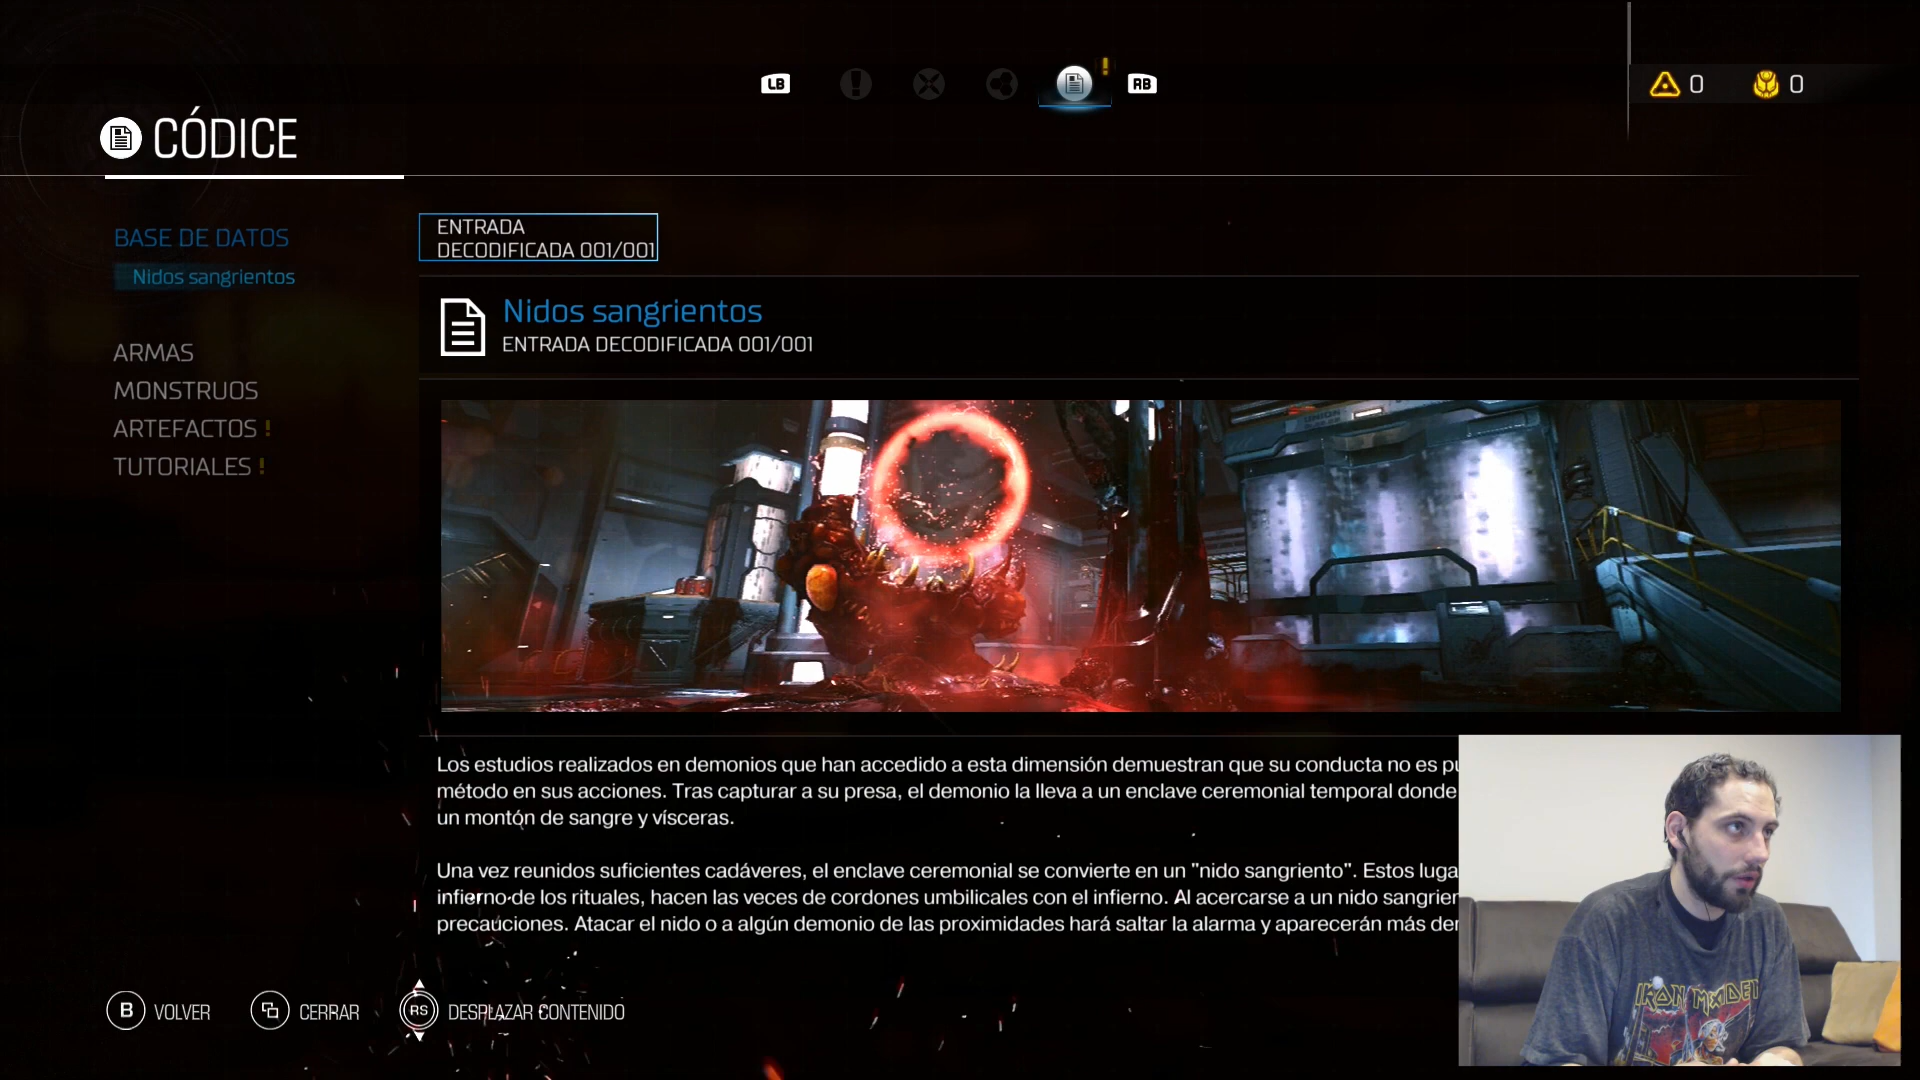 LB
RB
0
0
CÓDICE
BASE DE DATOS
Nidos sangrientos
ARMAS
MONSTRUOS
ARTEFACTOS !
TUTORIALES !
ENTRADA
DECODIFICADA 001/001
Nidos sangrientos
ENTRADA DECODIFICADA 001/001
Los estudios realizados en demonios que han accedido a esta dimensión demuestran que su conducta no es
método en sus acciones. Tras capturar a su presa, el demonio la lleva a un enclave ceremonial temporal donde
un montón de sangre y vísceras.
Una vez reunidos suficientes cadáveres, el enclave ceremonial se convierte en un "nido sangriento". Estos
infierno de los rituales, hacen las veces de cordones umbilicales con el infierno. Al acercarse a un nido
precauciones. Atacar el nido o a algún demonio de las proximidades hará saltar la alarma y aparecerán más
IRON MAIDEN
B VOLVER
CERRAR
RS DESPLAZAR CONTENIDO